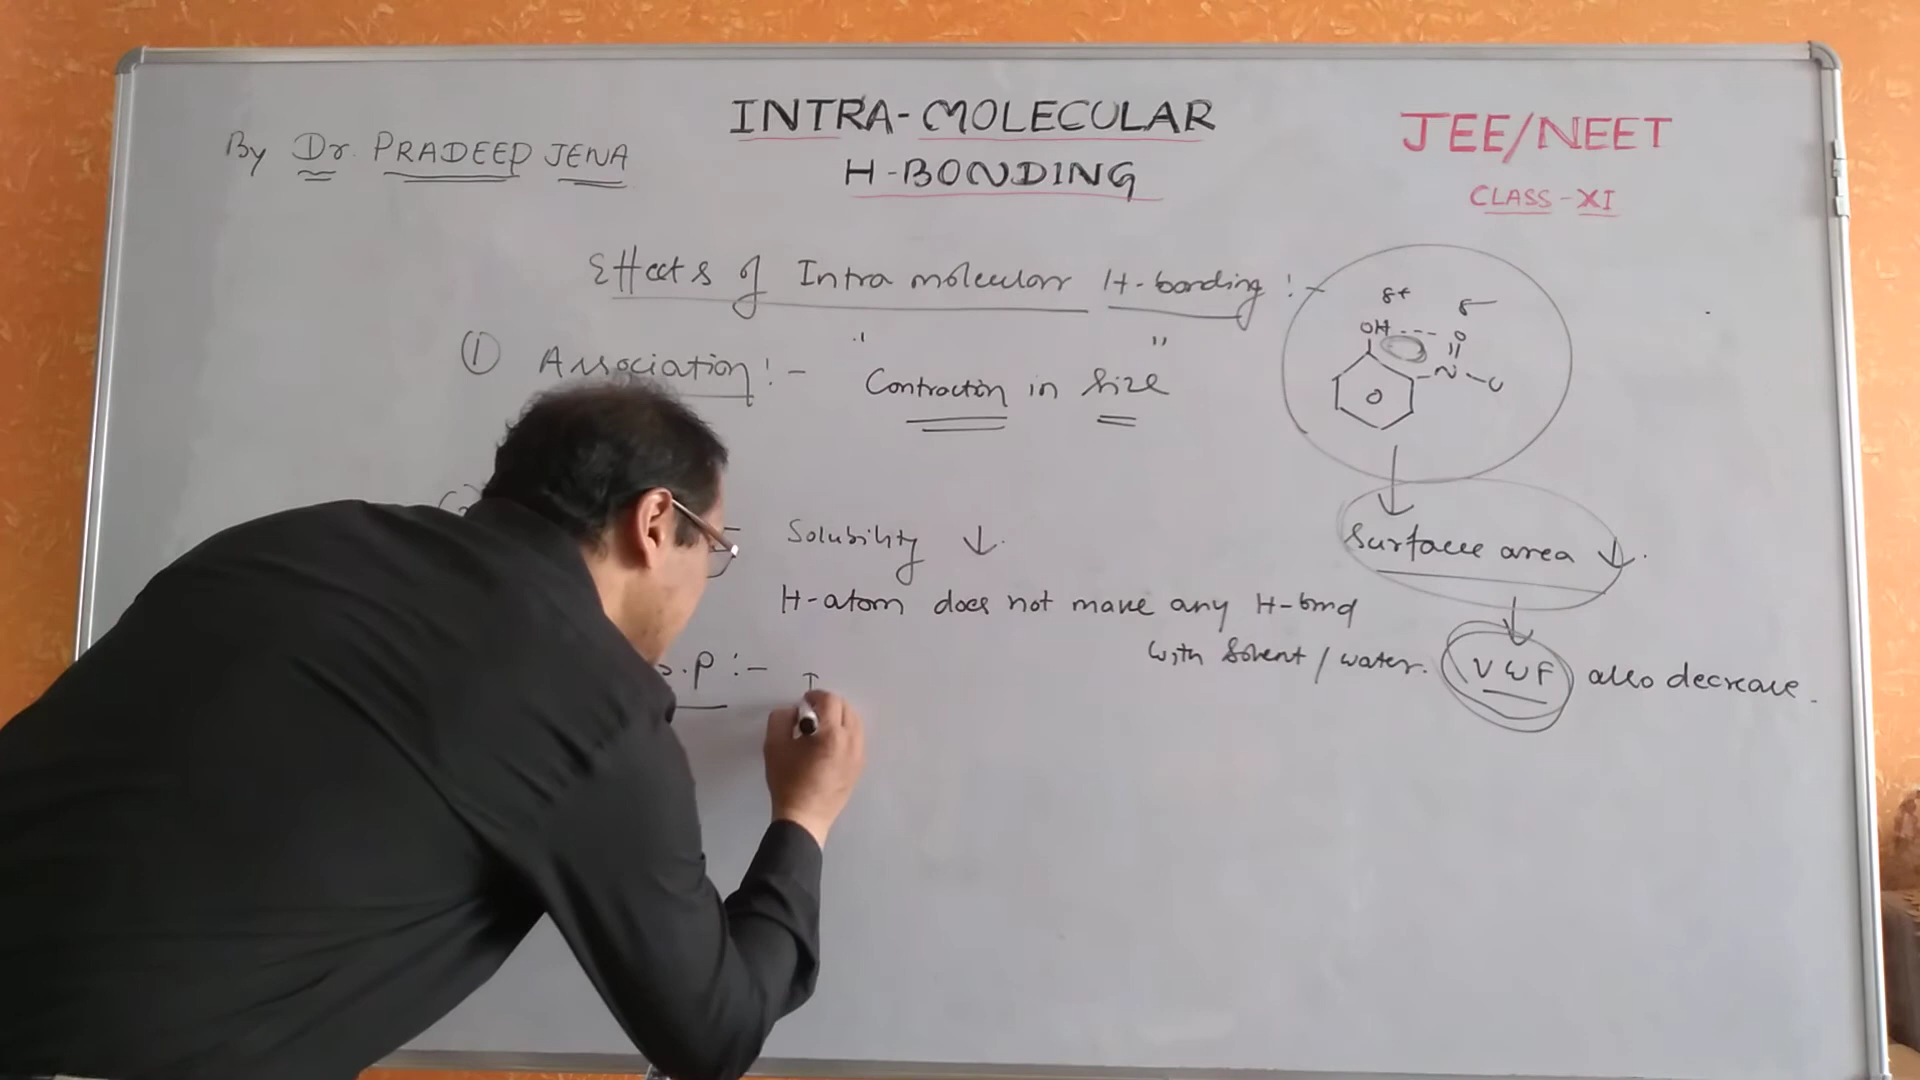 By Dr. PRADEEP JENA
INTRA-MOLECULAR
H-BONDING
JEE/NEET
CLASS-XI
Effects of Intra molecular H-bonding :-
① Association :- "Contraction in size"
δ+ δ-
OH --- O
N
O
Solubility ↓.
H-atom does not make any H-bond
with solvent / water.
.P :-
Surface area ↓.
VWF also decrease.